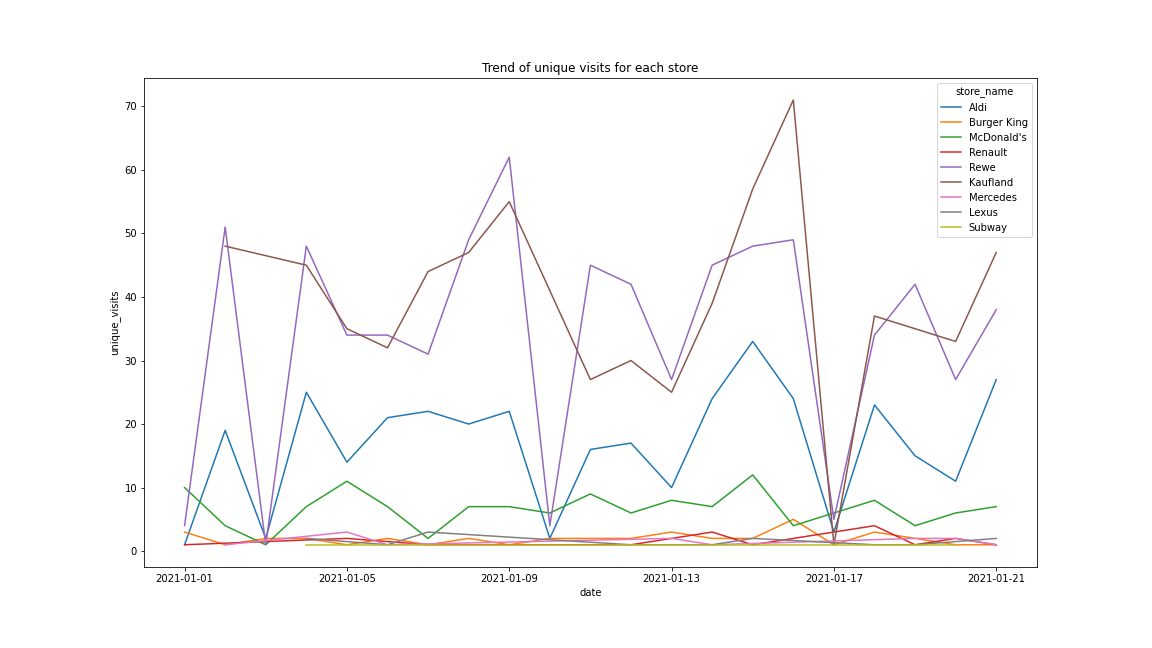 Trend of unique visits for each store
store_name
Aldi
Burger King
McDonald's
Renault
Rewe
Kaufland
Mercedes
Lexus
Subway
unique_visits
70
60
50
40
30
20
10
0
2021-01-01
2021-01-05
2021-01-09
2021-01-13
2021-01-17
2021-01-21
date